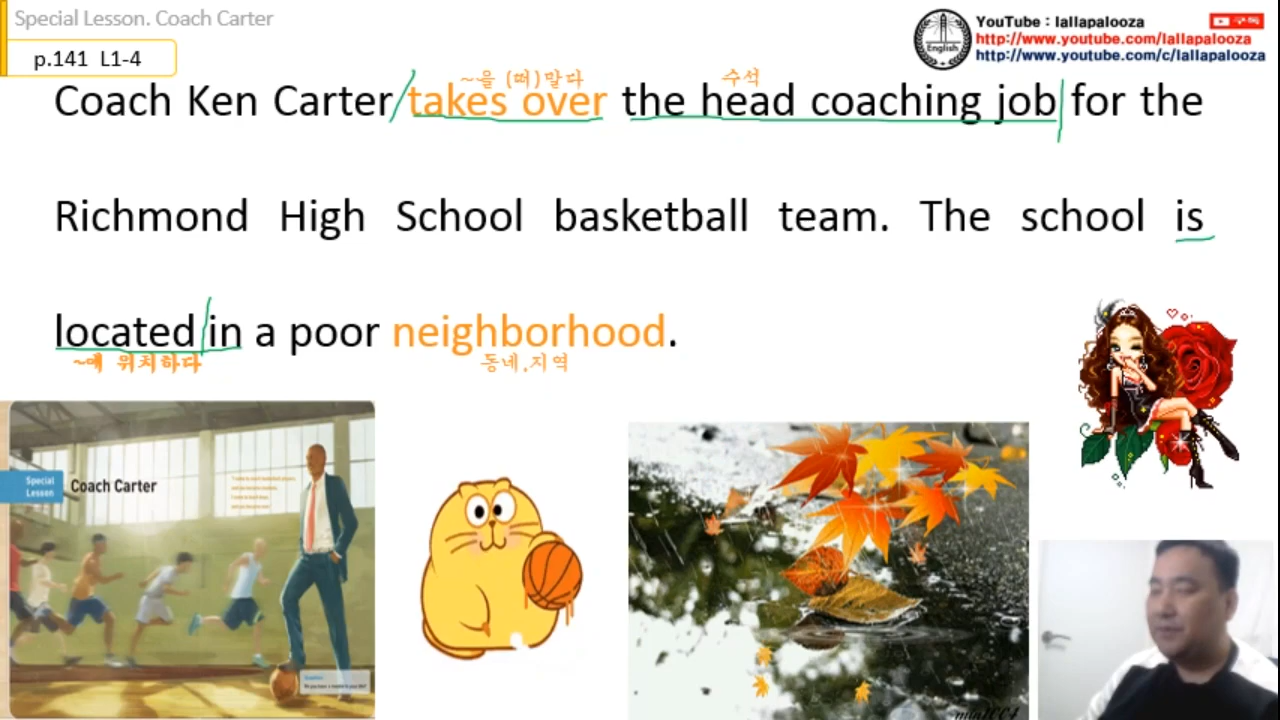 Special Lesson. Coach Carter
YouTube : lallapalooza
구독
http://www.youtube.com/lallapalooza
http://www.youtube.com/c/lallapalooza
English
p.141 L1-4
~을 (떠)맡다
수석
Coach Ken Carter takes over the head coaching job for the
Richmond High School basketball team. The school is
located in a poor neighborhood.
~에 위치하다
동네,지역
Special
Lesson
Coach Carter